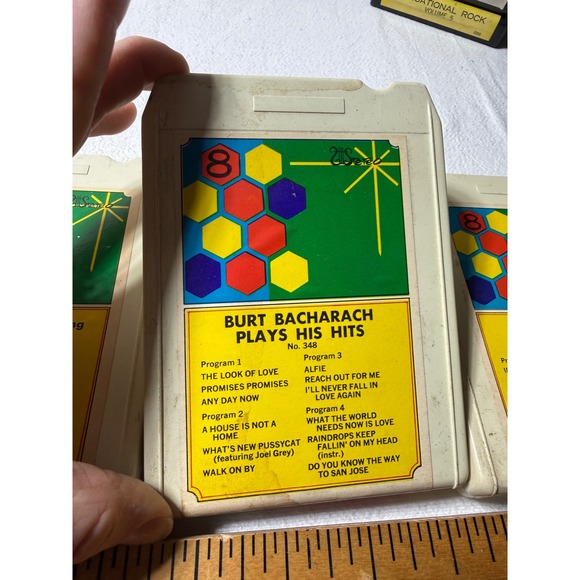 ATIONAL ROCK
VOLUME 5
8
Stereo
BURT BACHARACH
PLAYS HIS HITS
No. 348
Program 1
THE LOOK OF LOVE
PROMISES PROMISES
ANY DAY NOW
Program 2
A HOUSE IS NOT A
HOME
WHAT'S NEW PUSSYCAT
(featuring Joel Grey)
WALK ON BY
Program 3
ALFIE
REACH OUT FOR ME
I'LL NEVER FALL IN
LOVE AGAIN
Program 4
WHAT THE WORLD
NEEDS NOW IS LOVE
RAINDROPS KEEP
FALLIN' ON MY HEAD
(instr.)
DO YOU KNOW THE WAY
TO SAN JOSE
8